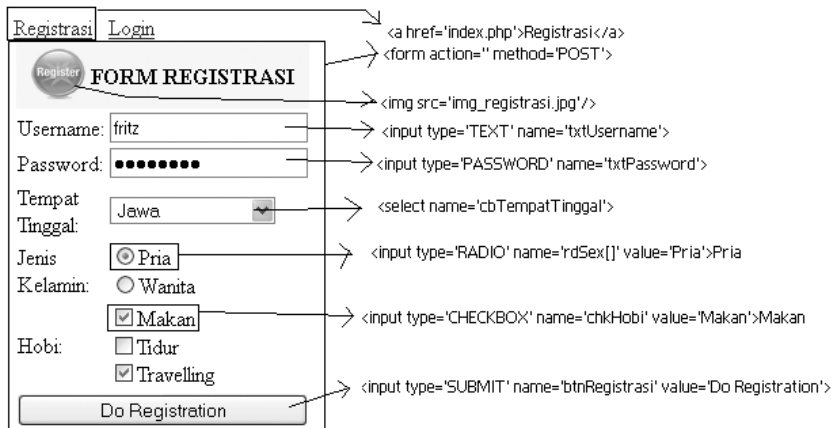 Registrasi Login
<a href='index.php'>Registrasi</a>
<form action='' method='POST'>
Register FORM REGISTRASI
<img src='img_registrasi.jpg'/>
Username: fritz
<input type='TEXT' name='txtUsername'>
Password: ●●●●●●●●
<input type='PASSWORD' name='txtPassword'>
Tempat
Tinggal:
Jawa
<select name='cbTempatTinggal'>
Jenis
Kelamin:
Pria
<input type='RADIO' name='rdSex[]' value='Pria'>Pria
Wanita
Makan
<input type='CHECKBOX' name='chkHobi' value='Makan'>Makan
Hobi: Tidur
Travelling
Do Registration
<input type='SUBMIT' name='btnRegistrasi' value='Do Registration'>